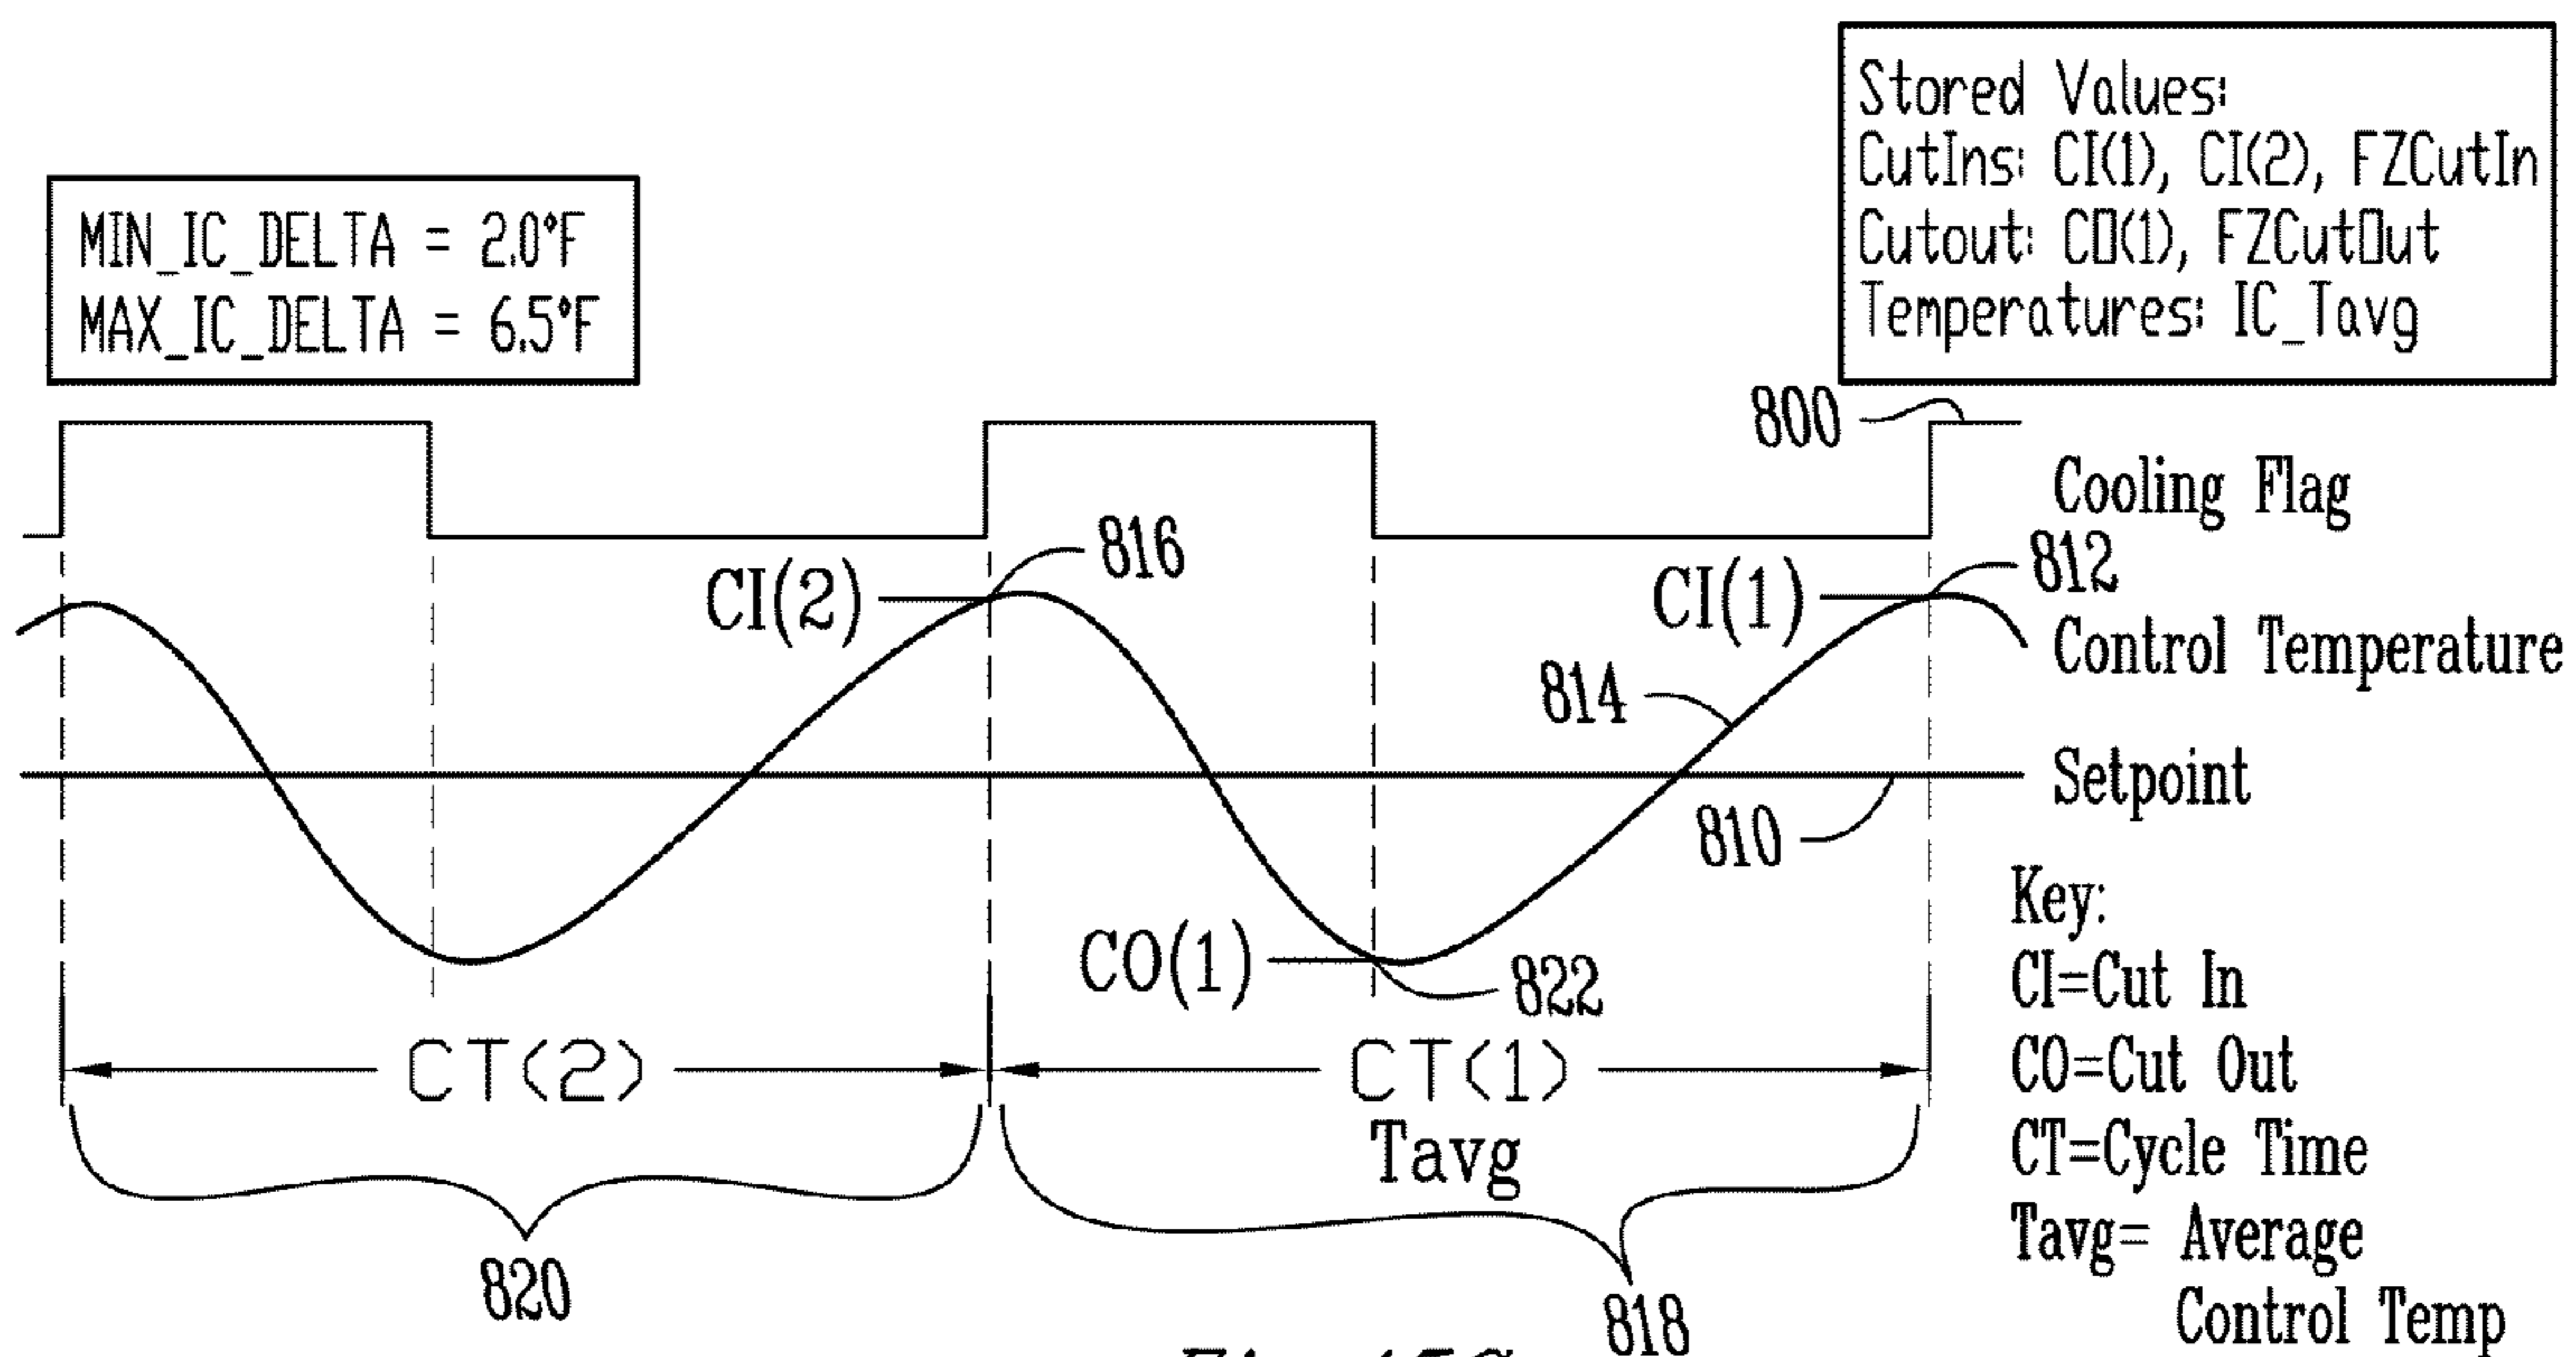 Stored Values:
CutIns: CI(1), CI(2), FZCutIn
Cutout: CO(1), FZCutOut
Temperatures: IC_Tavg
MIN_IC_DELTA = 2.0°F
MAX_IC_DELTA = 6.5°F
800
Cooling Flag
CI(2)
816
CI(1)
812
Control Temperature
814
Setpoint
810
CO(1)
822
Key:
CI=Cut In
CO=Cut Out
CT=Cycle Time
Tavg= Average
Control Temp
CT(2)
CT(1)
Tavg
820
818